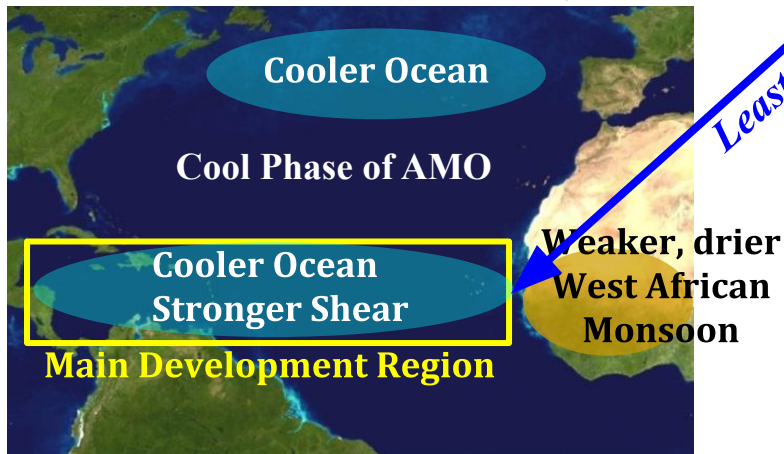 Cooler Ocean
Least
Cool Phase of AMO
Weaker, drier
West African
Monsoon
Cooler Ocean
Stronger Shear
Main Development Region